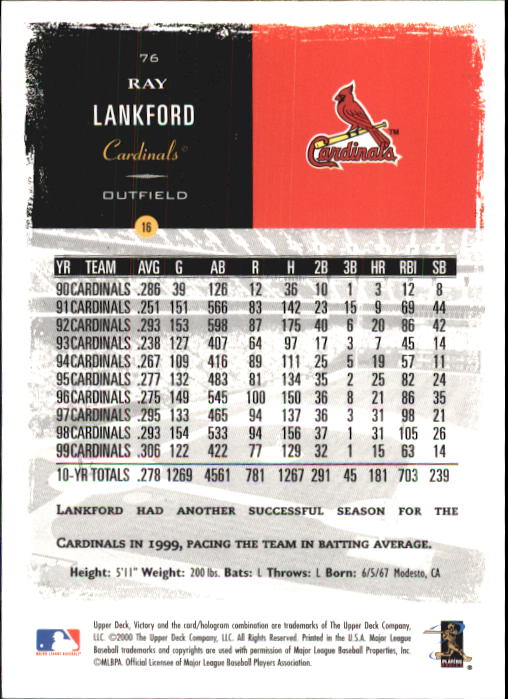 76
RAY
LANKFORD
Cardinals©
OUTFIELD
Cardinals™
16
YR TEAM AVG G AB R H 2B 3B HR RBI SB
90 CARDINALS .286 39 126 12 36 10 1 3 12 8
91 CARDINALS .251 151 566 83 142 23 15 9 69 44
92 CARDINALS .293 153 598 87 175 40 6 20 86 42
93 CARDINALS .238 127 407 64 97 17 3 7 45 14
94 CARDINALS .267 109 416 89 111 25 5 19 57 11
95 CARDINALS .277 132 483 81 134 35 2 25 82 24
96 CARDINALS .275 149 545 100 150 36 8 21 86 35
97 CARDINALS .295 133 465 94 137 36 3 31 98 21
98 CARDINALS .293 154 533 94 156 37 1 31 105 26
99 CARDINALS .306 122 422 77 129 32 1 15 63 14
10-YR TOTALS .278 1269 4561 781 1267 291 45 181 703 239
LANKFORD HAD ANOTHER SUCCESSFUL SEASON FOR THE
CARDINALS IN 1999, PACING THE TEAM IN BATTING AVERAGE.
Height: 5'11" Weight: 200 lbs. Bats: L Throws: L Born: 6/5/67 Modesto, CA
Upper Deck, Victory and the card/hologram combination are trademarks of The Upper Deck Company,
LLC. ©2000 The Upper Deck Company, LLC. All Rights Reserved. Printed in the U.S.A. Major League
Baseball trademarks and copyrights are used with permission of Major League Baseball Properties, Inc.
©MLBPA. Official Licensee of Major League Baseball Players Association.
MAJOR LEAGUE BASEBALL
PLAYERS